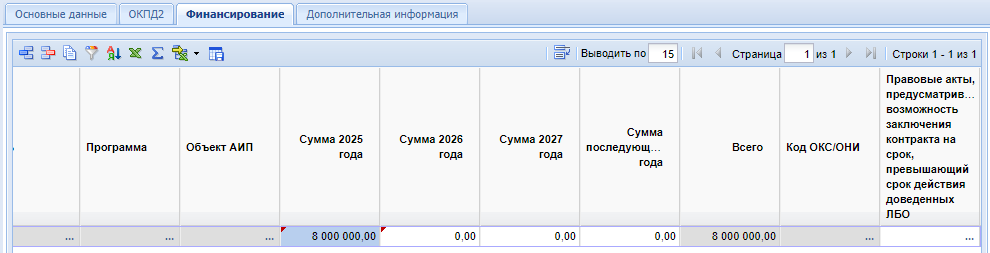 Основные данные ОКПД2 Финансирование Дополнительная информация
Выводить по 15 Страница 1 из 1 Строки 1 - 1 из 1
Программа
Объект АИП
Сумма 2025
года
Сумма 2026
года
Сумма 2027
года
Сумма
последующ...
года
Всего
Код ОКС/ОНИ
Правовые акты,
предусматрив...
возможность
заключения
контракта на
срок,
превышающий
срок действия
доведенных
ЛБО
... ... ... 8 000 000,00 0,00 0,00 0,00 8 000 000,00 ... ...